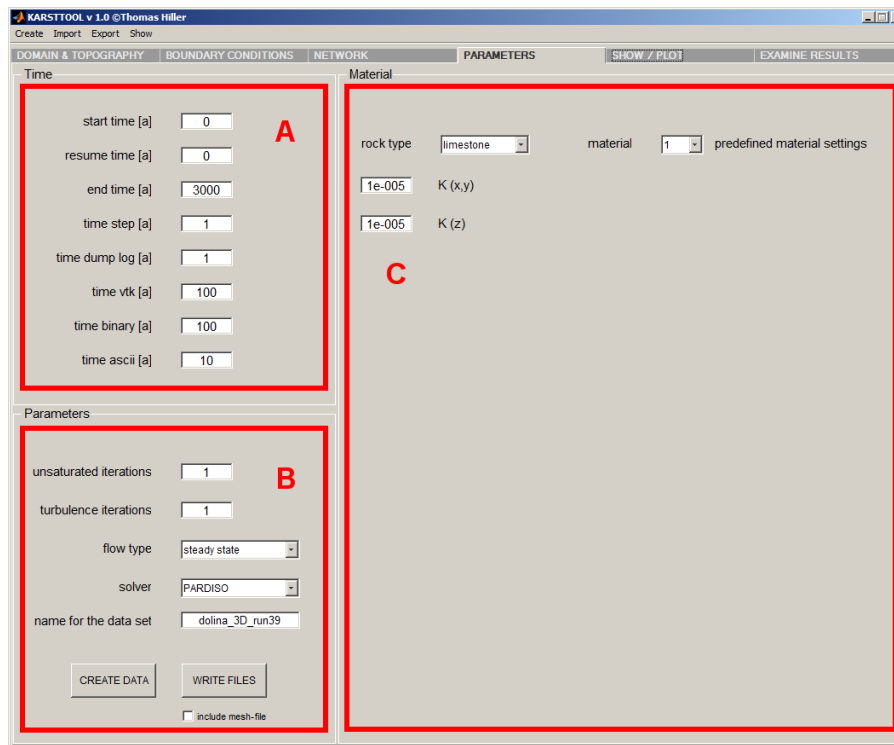 KARSTTOOL v 1.0 ©Thomas Hiller
Create Import Export Show
DOMAIN & TOPOGRAPHY BOUNDARY CONDITIONS NETWORK PARAMETERS SHOW / PLOT EXAMINE RESULTS
Time
A
start time [a] 0
resume time [a] 0
end time [a] 3000
time step [a] 1
time dump log [a] 1
time vtk [a] 100
time binary [a] 100
time ascii [a] 10
Parameters
B
unsaturated iterations 1
turbulence iterations 1
flow type steady state
solver PARDISO
name for the data set dolina_3D_run39
CREATE DATA WRITE FILES
include mesh-file
Material
rock type limestone material 1 predefined material settings
1e-005 K (x,y)
1e-005 K (z)
C